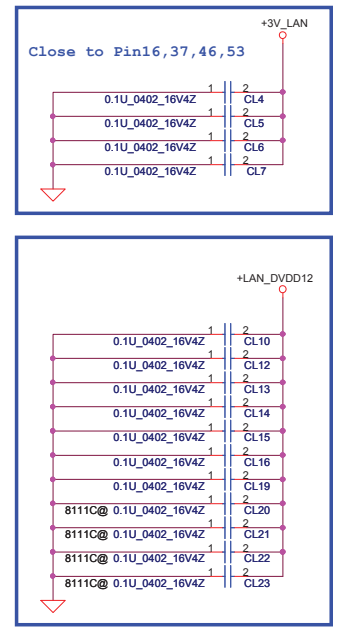 +3V_LAN
Close to Pin16,37,46,53
1 2
0.1U_0402_16V4Z CL4
1 2
0.1U_0402_16V4Z CL5
1 2
0.1U_0402_16V4Z CL6
1 2
0.1U_0402_16V4Z CL7
+LAN_DVDD12
1 2
0.1U_0402_16V4Z CL10
1 2
0.1U_0402_16V4Z CL12
1 2
0.1U_0402_16V4Z CL13
1 2
0.1U_0402_16V4Z CL14
1 2
0.1U_0402_16V4Z CL15
1 2
0.1U_0402_16V4Z CL16
1 2
0.1U_0402_16V4Z CL19
1 2
8111C@ 0.1U_0402_16V4Z CL20
1 2
8111C@ 0.1U_0402_16V4Z CL21
1 2
8111C@ 0.1U_0402_16V4Z CL22
1 2
8111C@ 0.1U_0402_16V4Z CL23